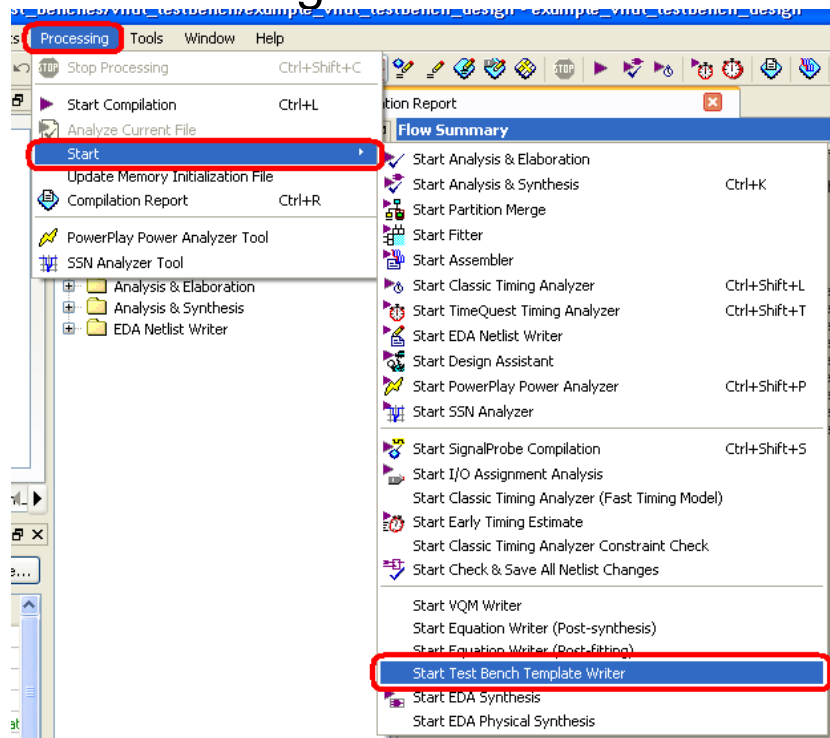 Processing Tools Window Help
Stop Processing Ctrl+Shift+C
Start Compilation Ctrl+L
Analyze Current File
Start
Update Memory Initialization File
Compilation Report Ctrl+R
PowerPlay Power Analyzer Tool
SSN Analyzer Tool
Analysis & Elaboration
Analysis & Synthesis
EDA Netlist Writer
tion Report
Flow Summary
Start Analysis & Elaboration
Start Analysis & Synthesis Ctrl+K
Start Partition Merge
Start Fitter
Start Assembler
Start Classic Timing Analyzer Ctrl+Shift+L
Start TimeQuest Timing Analyzer Ctrl+Shift+T
Start EDA Netlist Writer
Start Design Assistant
Start PowerPlay Power Analyzer Ctrl+Shift+P
Start SSN Analyzer
Start SignalProbe Compilation Ctrl+Shift+S
Start I/O Assignment Analysis
Start Classic Timing Analyzer (Fast Timing Model)
Start Early Timing Estimate
Start Classic Timing Analyzer Constraint Check
Start Check & Save All Netlist Changes
Start VQM Writer
Start Equation Writer (Post-synthesis)
Start Equation Writer (Post-fitting)
Start Test Bench Template Writer
Start EDA Synthesis
Start EDA Physical Synthesis